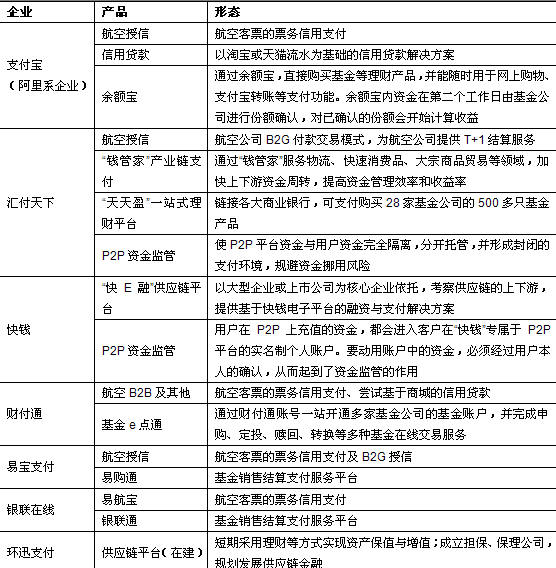 企业 产品 形态
支付宝
（阿里系企业）
航空授信 航空客票的票务信用支付
信用贷款 以淘宝或天猫流水为基础的信用贷款解决方案
余额宝
通过余额宝，直接购买基金等理财产品，并能随时用于网上购物、
支付宝转账等支付功能。余额宝内资金在第二个工作日由基金公
司进行份额确认，对已确认的份额会开始计算收益
汇付天下
航空授信 航空公司 B2G 付款交易模式，为航空公司提供 T+1 结算服务
“钱管家”产业链支
付
通过“钱管家”服务物流、快速消费品、大宗商品贸易等领域，加
快上下游资金周转，提高资金管理效率和收益率
“天天盈”一站式理
财平台
链接各大商业银行，可支付购买 28 家基金公司的 500 多只基金
产品
P2P 资金监管
使 P2P 平台资金与用户资金完全隔离，分开托管，并形成封闭的
支付环境，规避资金挪用风险
快钱
“快 E 融”供应链平
台
以大型企业或上市公司为核心企业依托，考察供应链的上下游，
提供基于快钱电子平台的融资与支付解决方案
P2P 资金监管
用户在 P2P 上充值的资金，都会进入客户在“快钱”专属于 P2P
平台的实名制个人账户。要动用账户中的资金，必须经过用户本
人的确认，从而起到了资金监管的作用
财付通
航空 B2B 及其他 航空客票的票务信用支付、尝试基于商城的信用贷款
基金 e 点通
通过财付通账号一站开通多家基金公司的基金账户，并完成申
购、定投、赎回、转换等多种基金在线交易服务
易宝支付
航空授信 航空客票的票务信用支付及 B2G 授信
易购通 基金销售结算支付服务平台
银联在线
易航宝 航空客票的票务信用支付
银联通 基金销售结算支付服务平台
环迅支付 供应链平台（在建）
短期采用理财等方式实现资产保值与增值；成立担保、保理公司，
规划发展供应链金融